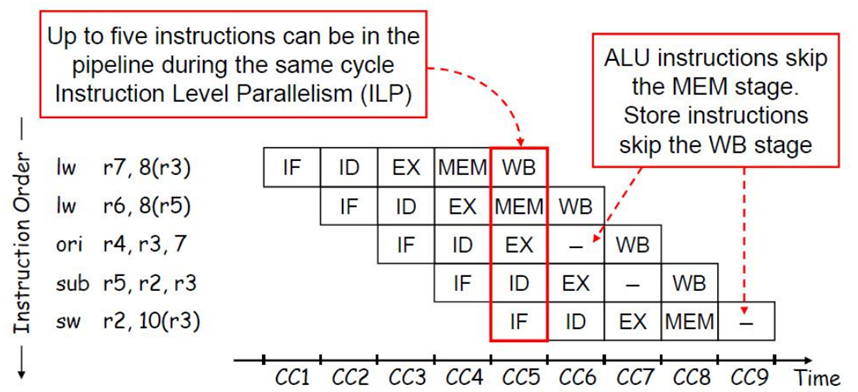 Up to five instructions can be in the
pipeline during the same cycle
Instruction Level Parallelism (ILP)
ALU instructions skip
the MEM stage.
Store instructions
skip the WB stage
Instruction Order
lw r7, 8(r3) IF ID EX MEM WB
lw r6, 8(r5) IF ID EX MEM WB
ori r4, r3, 7 IF ID EX – WB
sub r5, r2, r3 IF ID EX – WB
sw r2, 10(r3) IF ID EX MEM –
CC1 CC2 CC3 CC4 CC5 CC6 CC7 CC8 CC9 Time